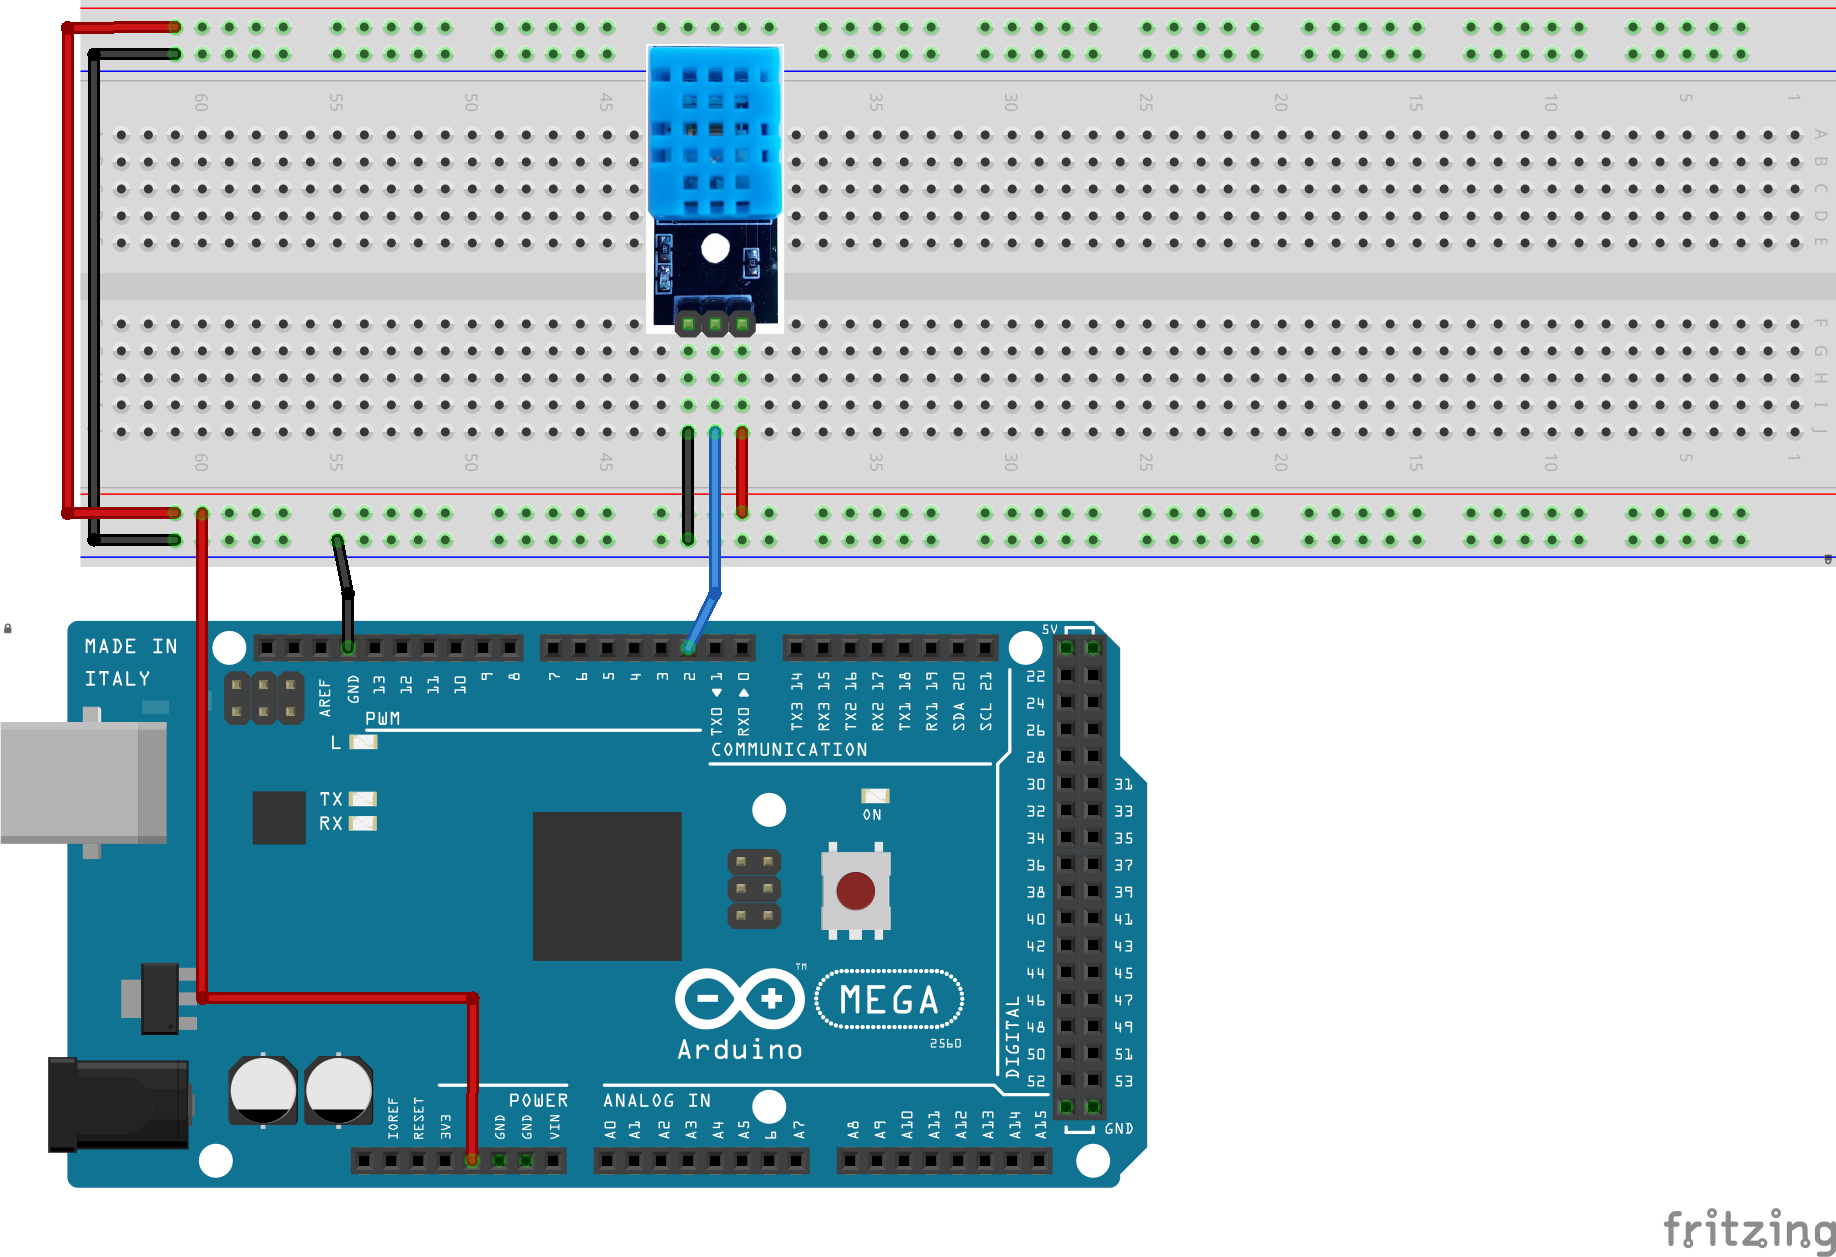 60 55 50 45 35 30 25 20 15 10 5 1
A
B
C
D
E
F
G
H
I
J
60 55 50 45 35 30 25 20 15 10 5 1
MADE IN
ITALY
5V
AREF GND 13 12 11 10 9 8 7 6 5 4 3 2 1 0
TX0 RX0
TX3 14 RX3 15 TX2 16 RX2 17 TX1 18 RX1 19 SDA 20 SCL 21
PWM
COMMUNICATION
L
TX
RX
ON
22
24
26
28
30 31
32 33
34 35
36 37
38 39
40 41
42 43
44 45
46 47
48 49
50 51
52 53
DIGITAL
GND
TM
MEGA
2560
Arduino
POWER
ANALOG IN
IOREF RESET 3V3 GND GND VIN
A0 A1 A2 A3 A4 A5 6 A7 A8 A9 A10 A11 A12 A13 A14 A15
fritzing